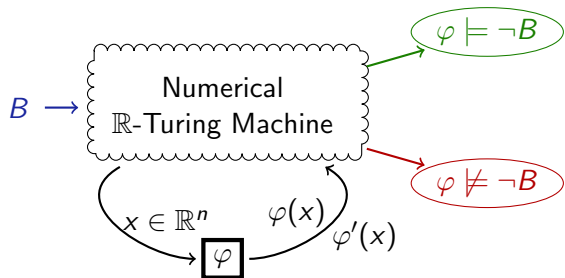 φ ⊨ ¬B
Numerical
B
ℝ-Turing Machine
φ ⊭ ¬B
x ∈ ℝⁿ
φ(x)
φ′(x)
φ